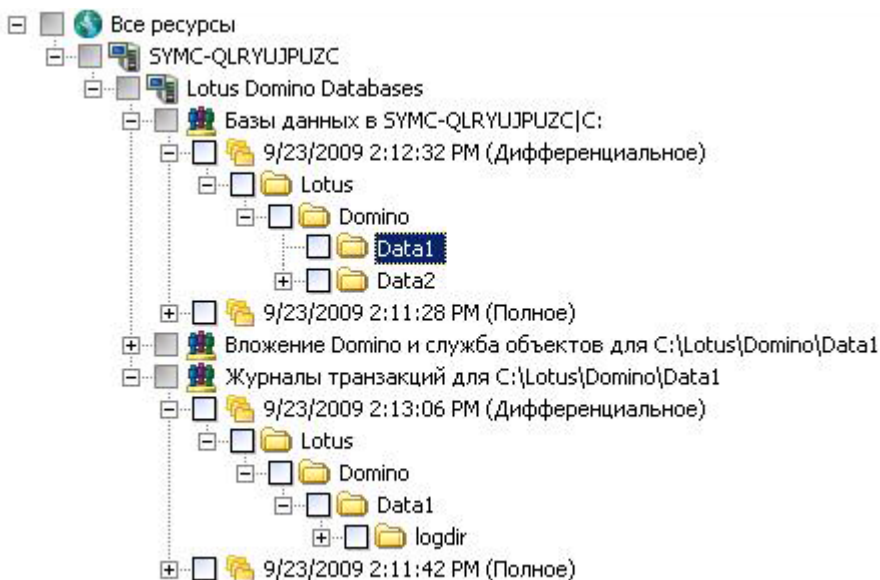 Все ресурсы
SYMC-QLRYUJPUZC
Lotus Domino Databases
Базы данных в SYMC-QLRYUJPUZC|C:
9/23/2009 2:12:32 PM (Дифференциальное)
Lotus
Domino
Data1
Data2
9/23/2009 2:11:28 PM (Полное)
Вложение Domino и служба объектов для C:\Lotus\Domino\Data1
Журналы транзакций для C:\Lotus\Domino\Data1
9/23/2009 2:13:06 PM (Дифференциальное)
Lotus
Domino
Data1
logdir
9/23/2009 2:11:42 PM (Полное)